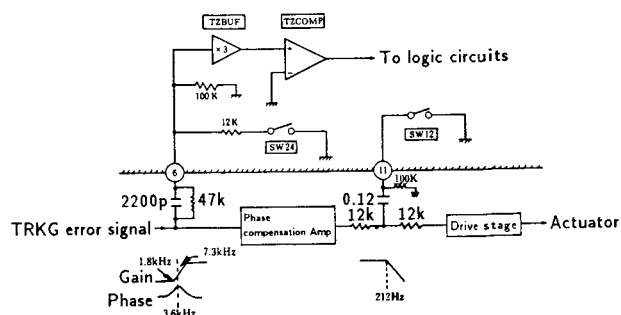 TZBUF
TZCOMP
× 3
+
−
To logic circuits
100 K
12K
SW24
SW12
6
11
100K
2200p
47k
0.12
12k
12k
TRKG error signal
Phase
compensation Amp
Drive stage
Actuator
7.3kHz
1.8kHz
Gain
Phase
3.6kHz
212Hz